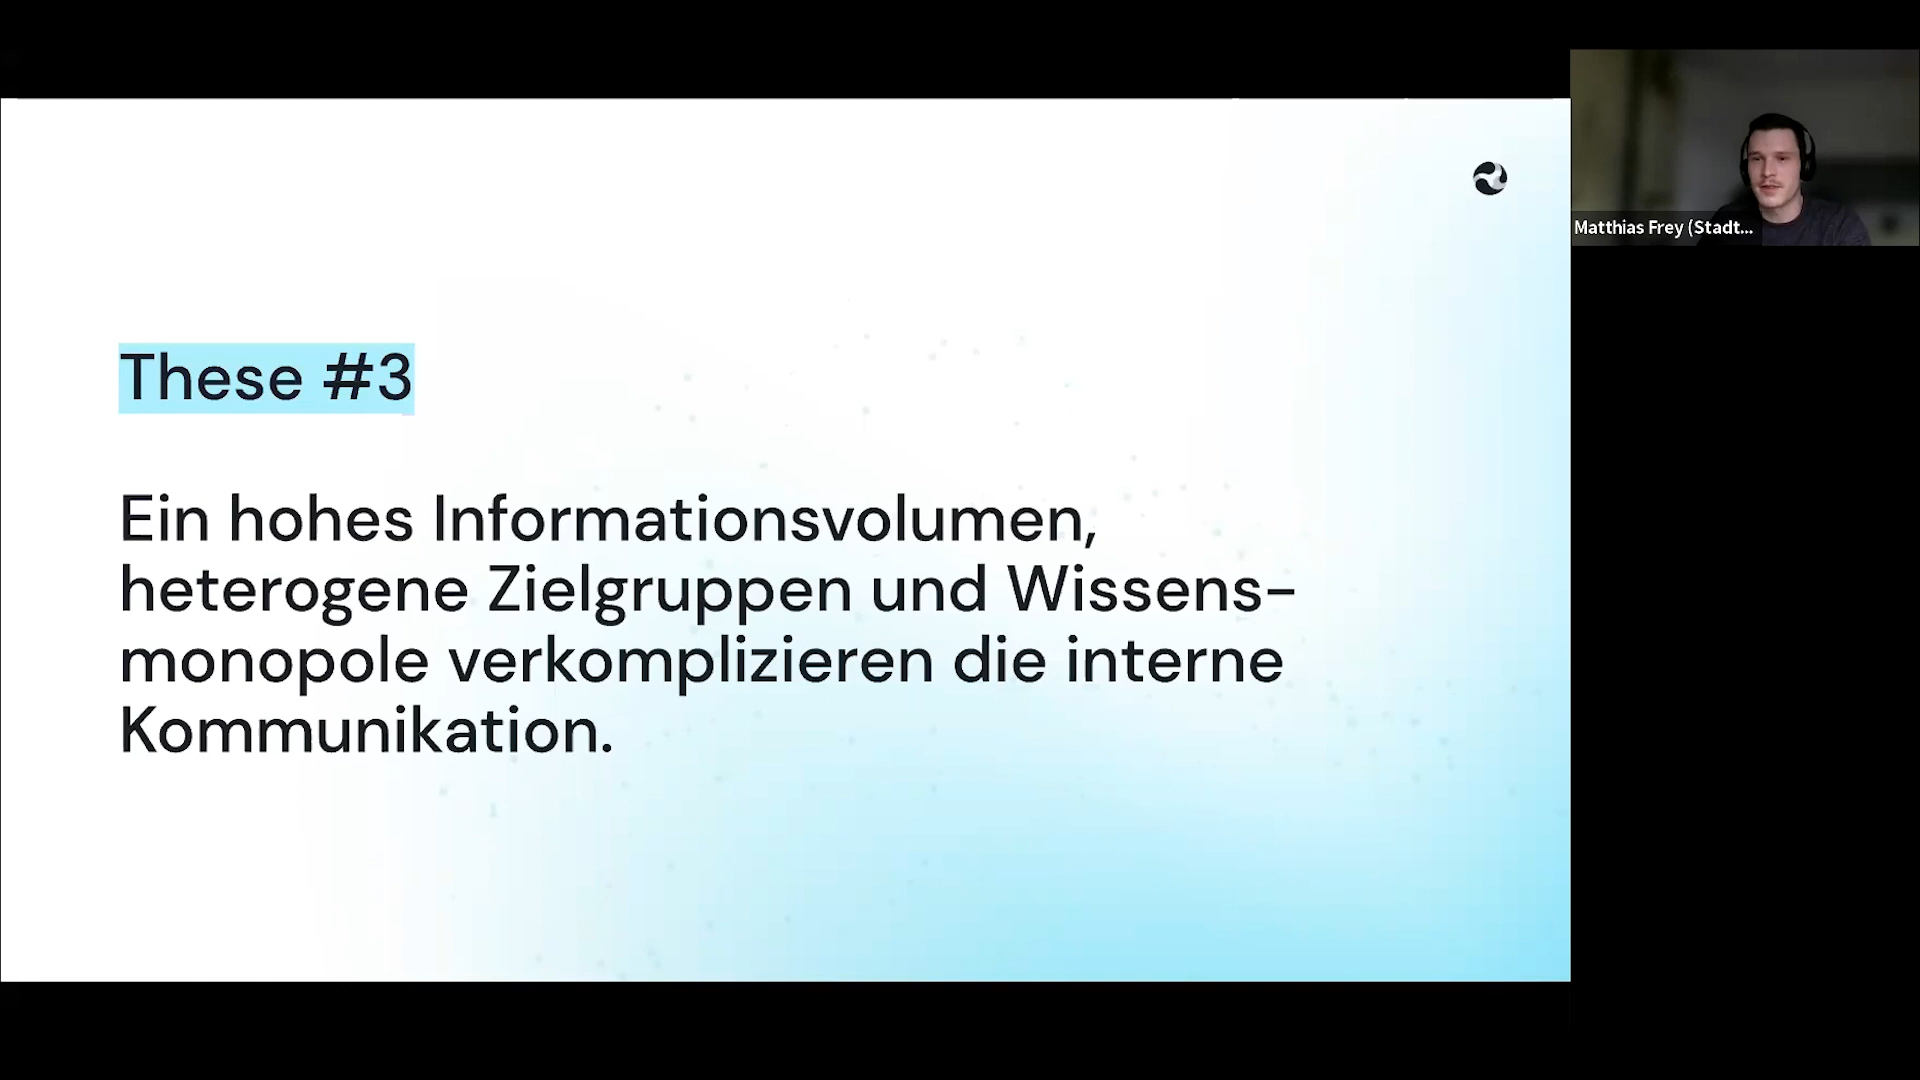 These #3
Ein hohes Informationsvolumen,
heterogene Zielgruppen und Wissens-
monopole verkomplizieren die interne
Kommunikation.
Matthias Frey (Stadt...